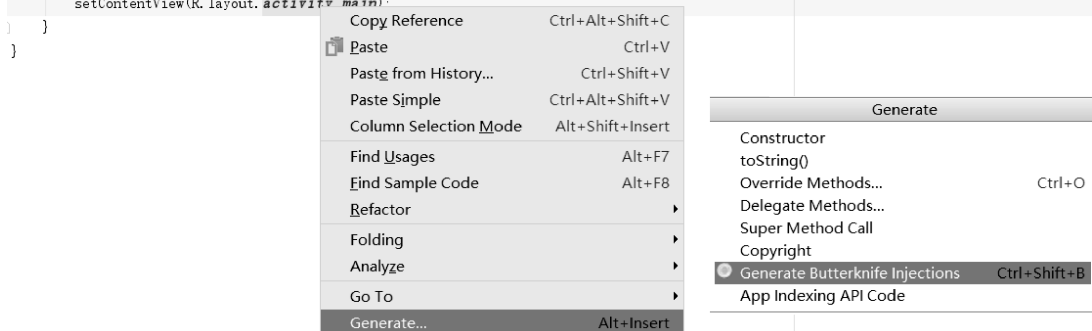 setContentView(R.layout.activity_main);
}
}
Copy Reference Ctrl+Alt+Shift+C
Paste Ctrl+V
Paste from History... Ctrl+Shift+V
Paste Simple Ctrl+Alt+Shift+V
Column Selection Mode Alt+Shift+Insert
Find Usages Alt+F7
Find Sample Code Alt+F8
Refactor
Folding
Analyze
Go To
Generate... Alt+Insert
Generate
Constructor
toString()
Override Methods... Ctrl+O
Delegate Methods...
Super Method Call
Copyright
Generate Butterknife Injections Ctrl+Shift+B
App Indexing API Code